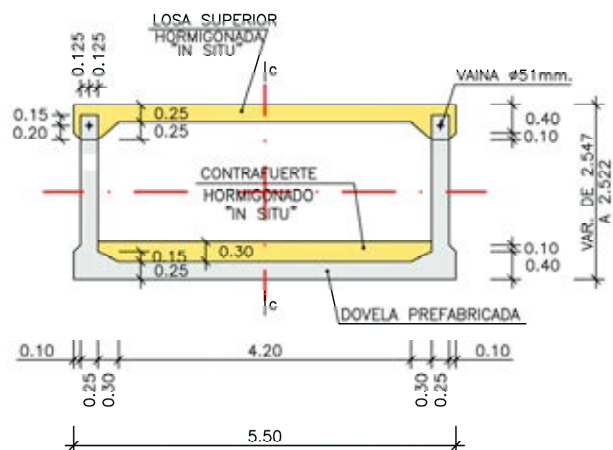 LOSA SUPERIOR
HORMIGONADA
"IN SITU"
0.125
0.125
c
VAINA ø51mm.
0.15
0.20
0.25
0.25
0.40
0.10
CONTRAFUERTE
HORMIGONADO
"IN SITU"
VAR. DE 2.547
A 2.522
0.15
0.25
0.30
0.10
0.40
c
DOVELA PREFABRICADA
0.10
0.25
0.30
4.20
0.30
0.25
0.10
5.50